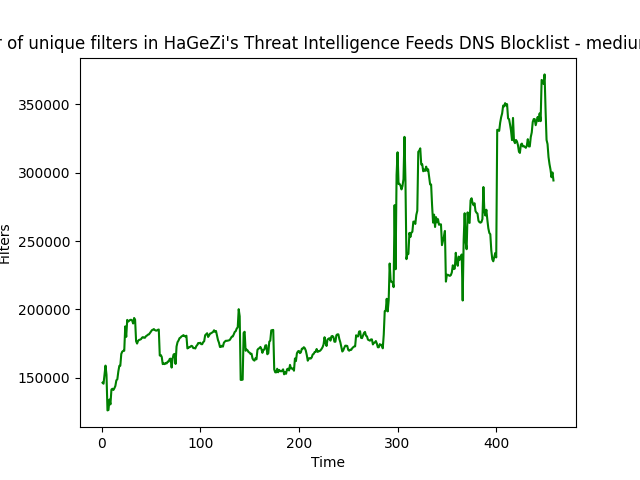 r of unique filters in HaGeZi's Threat Intelligence Feeds DNS Blocklist - mediu
350000
300000
250000
200000
150000
Filters
0 100 200 300 400
Time